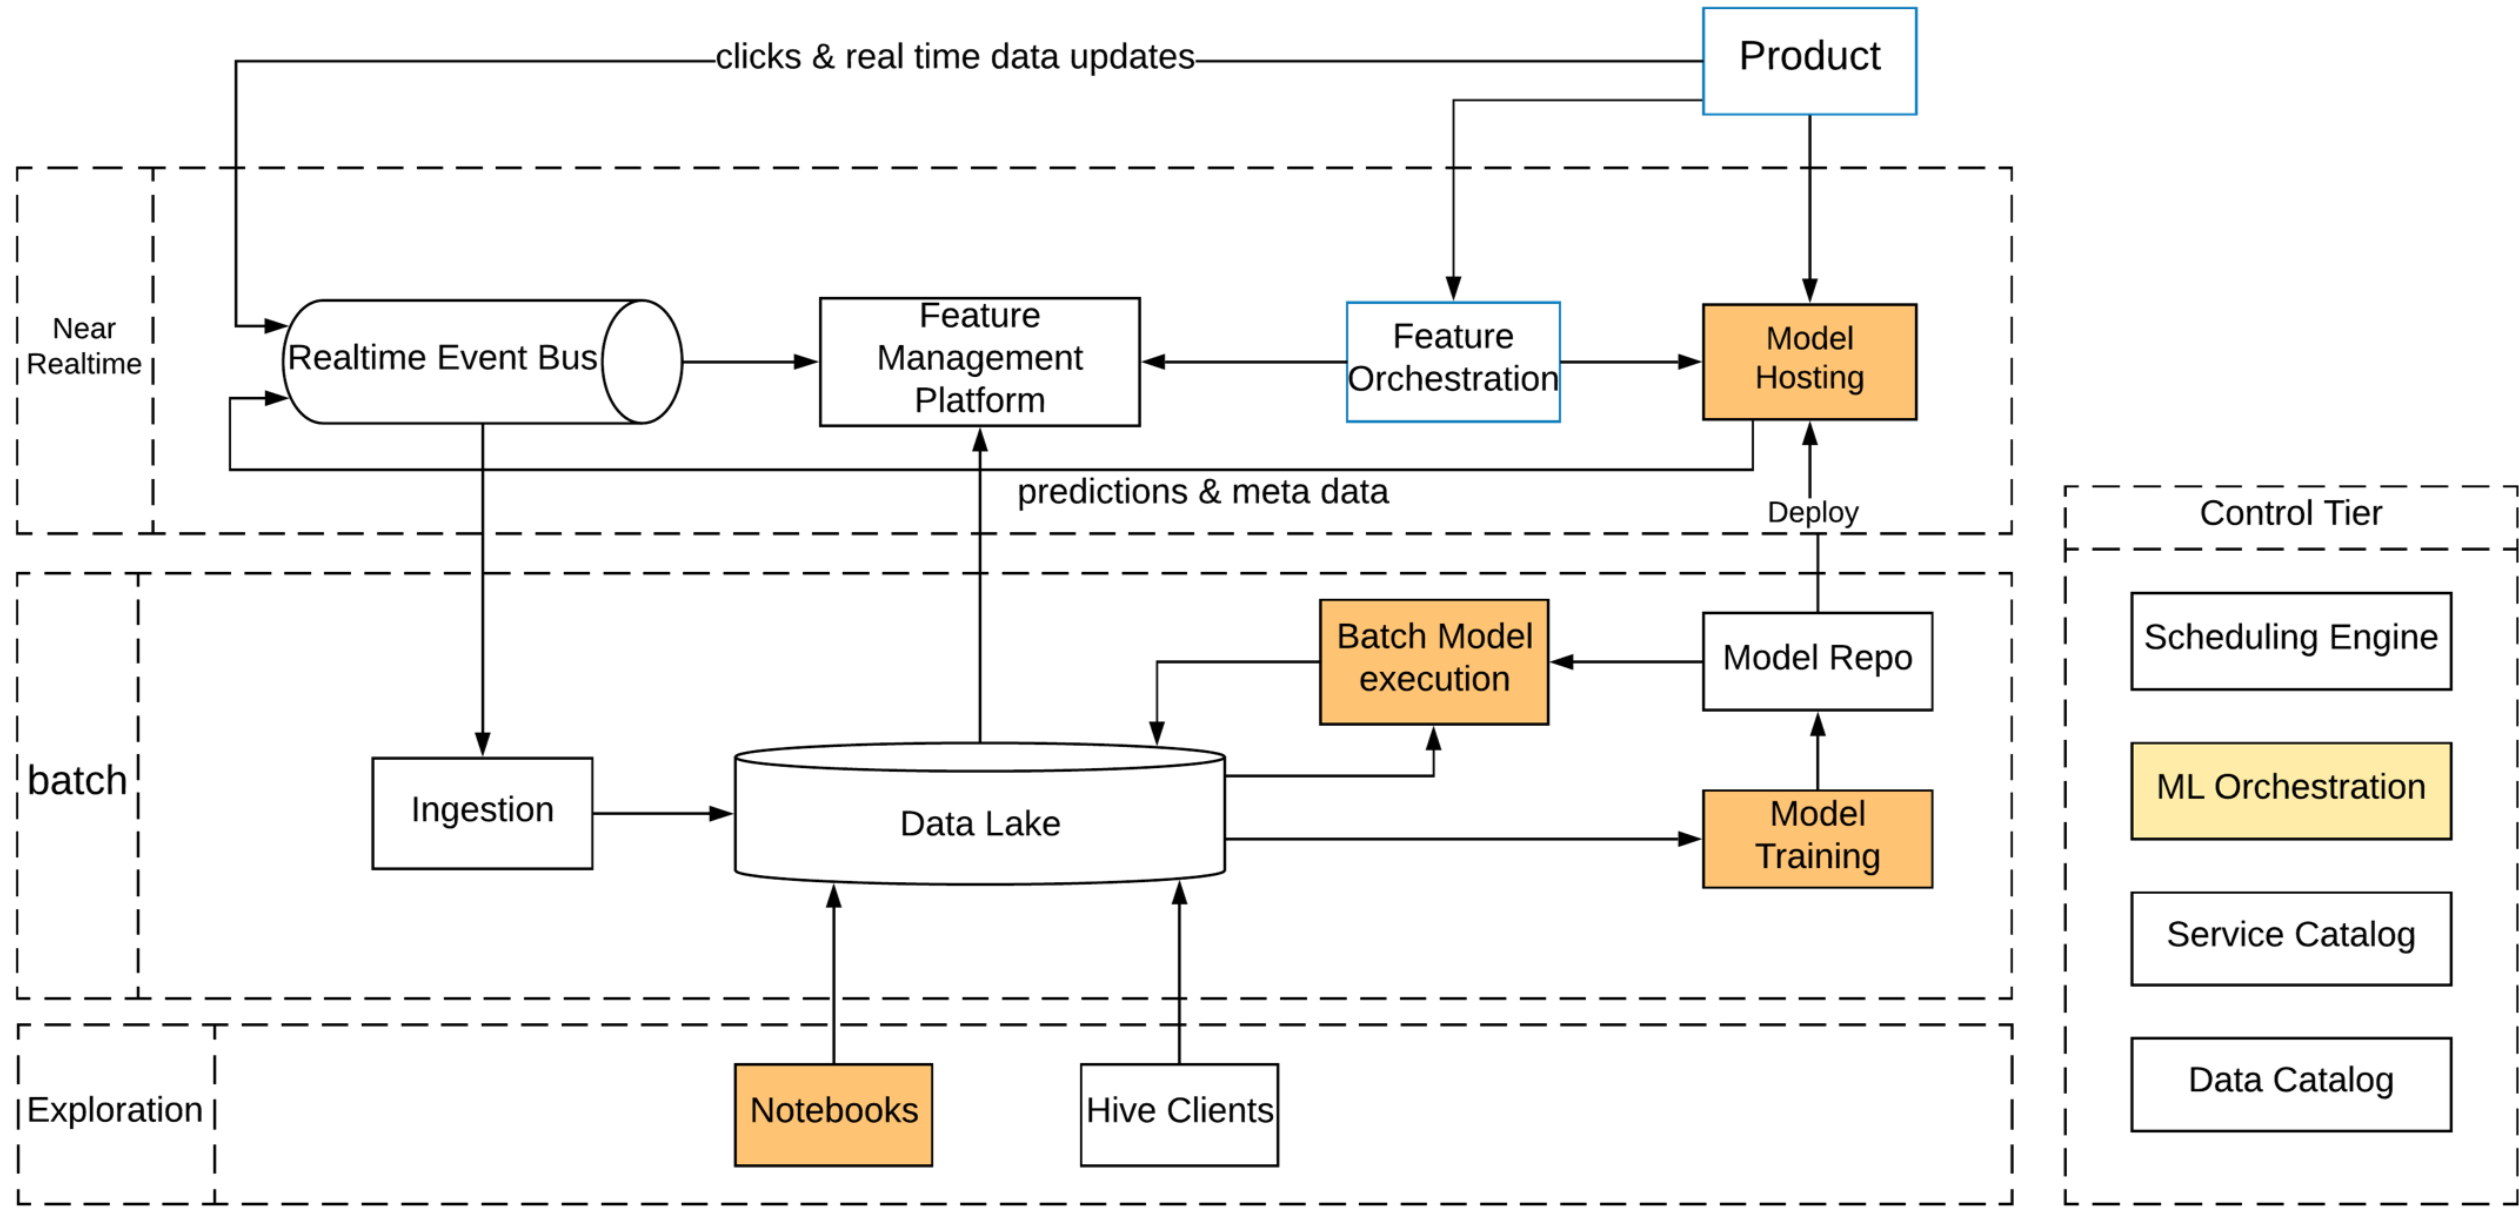 Product
clicks & real time data updates
Near
Realtime
Realtime Event Bus
Feature
Management
Platform
Feature
Orchestration
Model
Hosting
predictions & meta data
Deploy
batch
Batch Model
execution
Model Repo
Ingestion
Data Lake
Model
Training
Exploration
Notebooks
Hive Clients
Control Tier
Scheduling Engine
ML Orchestration
Service Catalog
Data Catalog